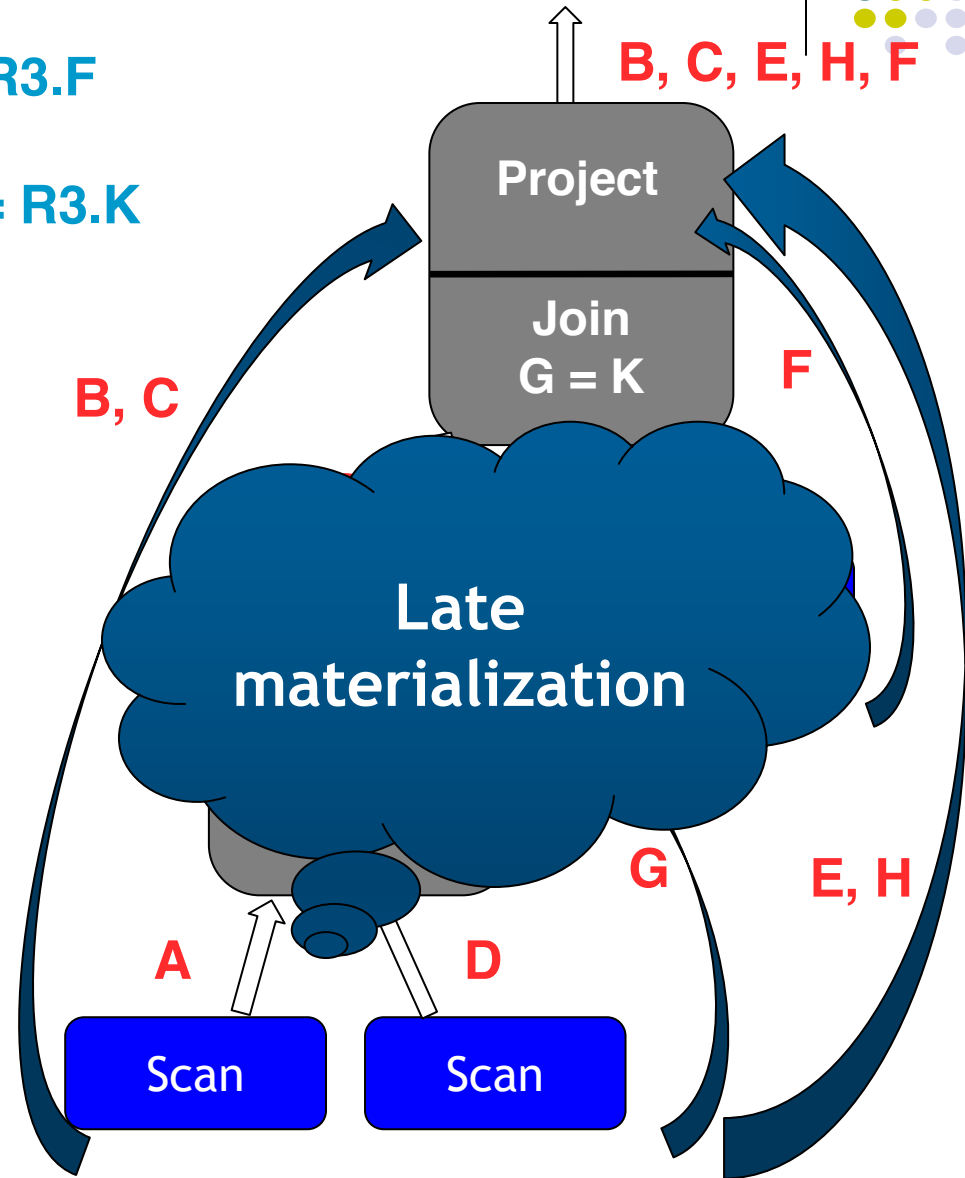 R3.F
B, C, E, H, F
Project
= R3.K
Join
G = K
F
B, C
Late
materialization
G
E, H
A
D
Scan
Scan